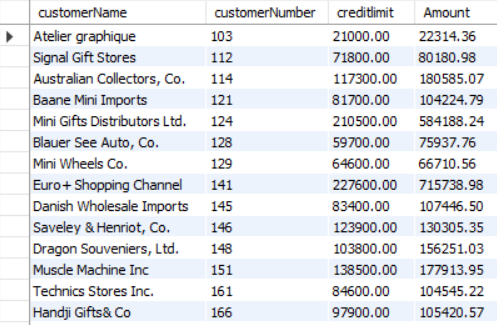 customerName customerNumber creditlimit Amount
Atelier graphique 103 21000.00 22314.36
Signal Gift Stores 112 71800.00 80180.98
Australian Collectors, Co. 114 117300.00 180585.07
Baane Mini Imports 121 81700.00 104224.79
Mini Gifts Distributors Ltd. 124 210500.00 584188.24
Blauer See Auto, Co. 128 59700.00 75937.76
Mini Wheels Co. 129 64600.00 66710.56
Euro+ Shopping Channel 141 227600.00 715738.98
Danish Wholesale Imports 145 83400.00 107446.50
Saveley & Henriot, Co. 146 123900.00 130305.35
Dragon Souveniers, Ltd. 148 103800.00 156251.03
Muscle Machine Inc 151 138500.00 177913.95
Technics Stores Inc. 161 84600.00 104545.22
Handji Gifts& Co 166 97900.00 105420.57